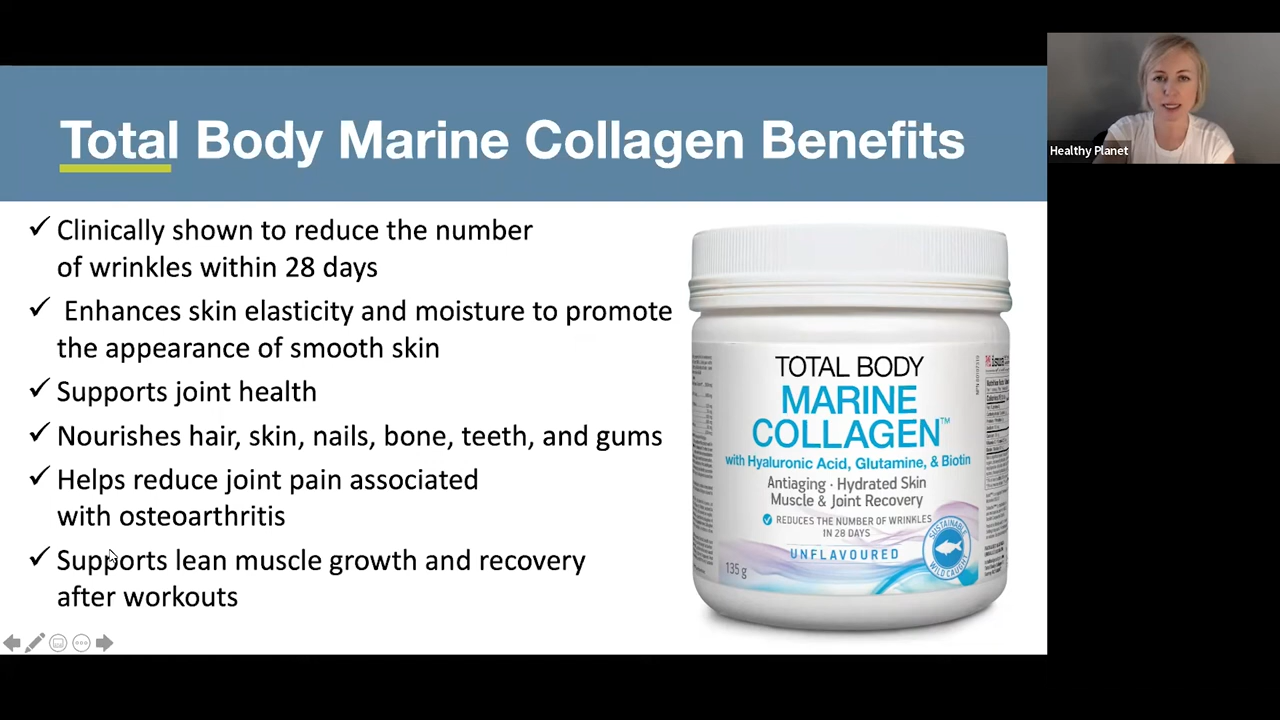 Total Body Marine Collagen Benefits
✓ Clinically shown to reduce the number
of wrinkles within 28 days
✓ Enhances skin elasticity and moisture to promote
the appearance of smooth skin
✓ Supports joint health
✓ Nourishes hair, skin, nails, bone, teeth, and gums
✓ Helps reduce joint pain associated
with osteoarthritis
✓ Supports lean muscle growth and recovery
after workouts
TOTAL BODY
MARINE
COLLAGEN™
with Hyaluronic Acid, Glutamine, & Biotin
Antiaging · Hydrated Skin
Muscle & Joint Recovery
REDUCES THE NUMBER OF WRINKLES
IN 28 DAYS
UNFLAVOURED
135 g
SUSTAINABLE
WILD CAUGHT
Healthy Planet